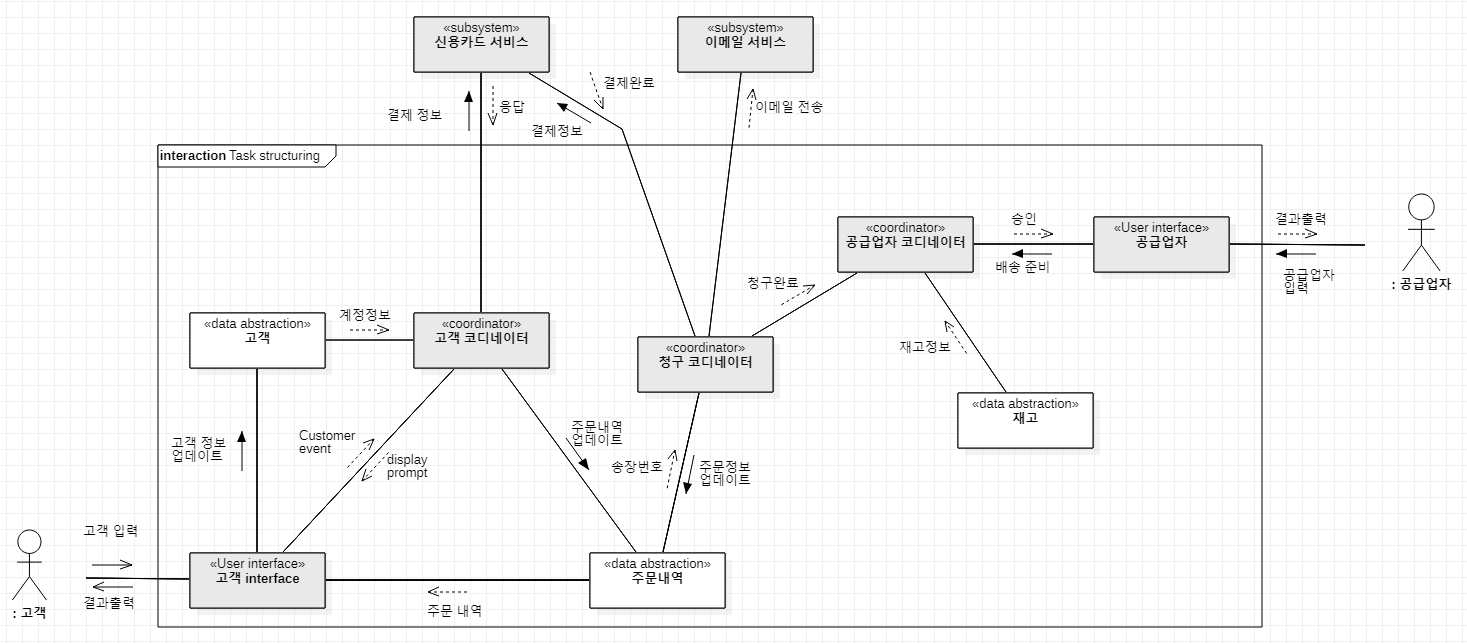 «subsystem»
신용카드 서비스
«subsystem»
이메일 서비스
결제 정보
응답
결제완료
결제정보
이메일 전송
interaction Task structuring
«coordinator»
공급업자 코디네이터
승인
배송 준비
«User interface»
공급업자
결과출력
공급업자
입력
: 공급업자
청구완료
«data abstraction»
고객
계정정보
«coordinator»
고객 코디네이터
«coordinator»
청구 코디네이터
재고정보
«data abstraction»
재고
고객 정보
업데이트
Customer
event
display
prompt
주문내역
업데이트
송장번호
주문정보
업데이트
고객 입력
결과출력
: 고객
«User interface»
고객 interface
주문 내역
«data abstraction»
주문내역